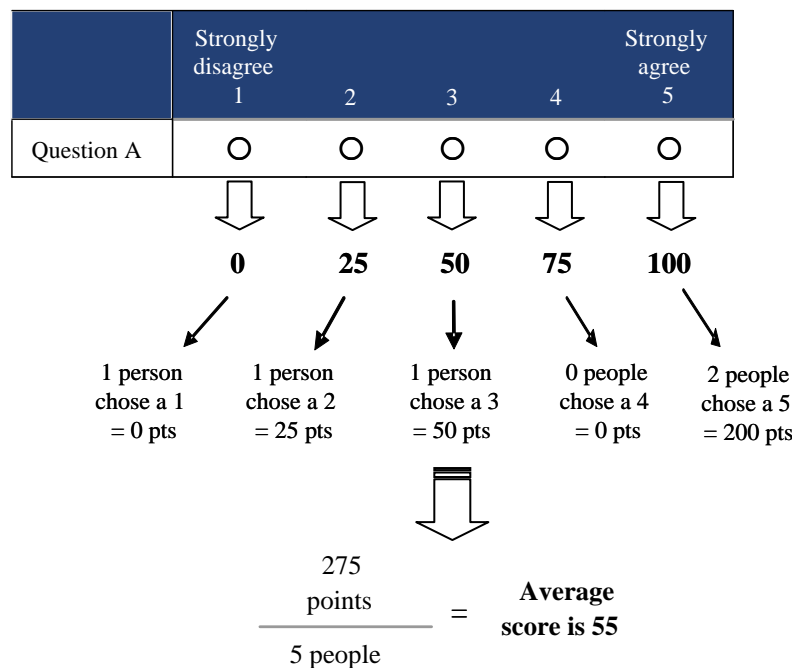 Strongly
disagree
1
2
3
4
Strongly
agree
5
Question A
0
25
50
75
100
1 person
chose a 1
= 0 pts
1 person
chose a 2
= 25 pts
1 person
chose a 3
= 50 pts
0 people
chose a 4
= 0 pts
2 people
chose a 5
= 200 pts
275
points
5 people
=
Average
score is 55